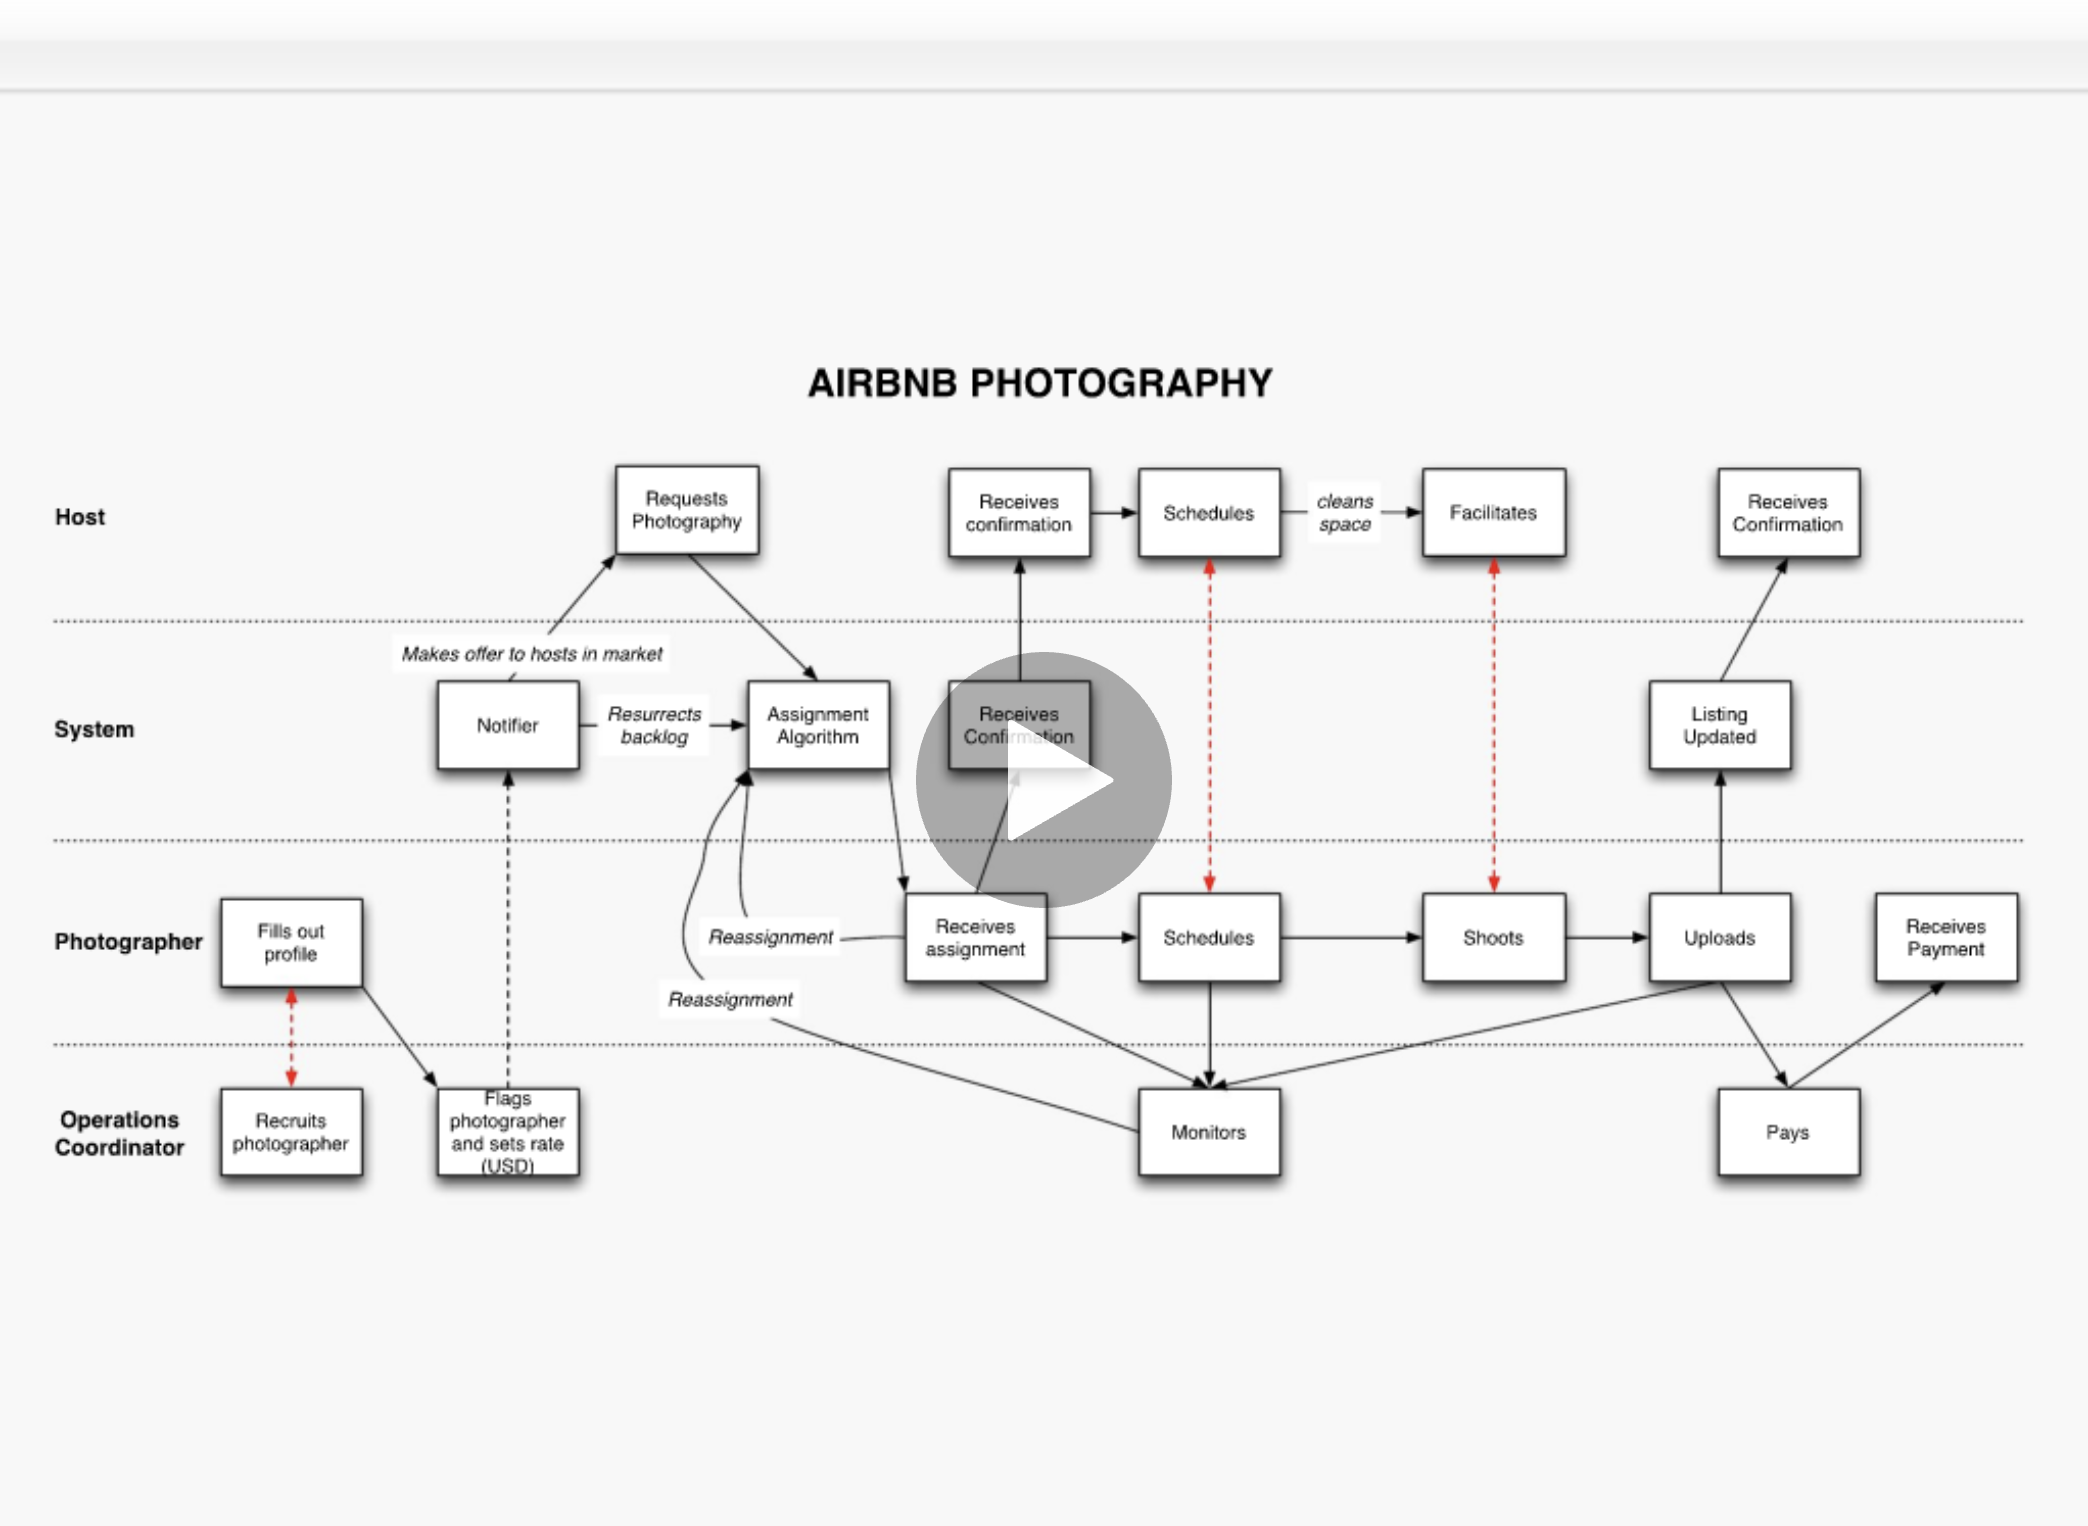 AIRBNB PHOTOGRAPHY
Host
Requests
Photography
Receives
confirmation
Schedules
cleans
space
Facilitates
Receives
Confirmation
Makes offer to hosts in market
System
Notifier
Resurrects
backlog
Assignment
Algorithm
Receives
Confirmation
Listing
Updated
Photographer
Fills out
profile
Reassignment
Receives
assignment
Schedules
Shoots
Uploads
Receives
Payment
Reassignment
Operations
Coordinator
Recruits
photographer
Flags
photographer
and sets rate
(USD)
Monitors
Pays